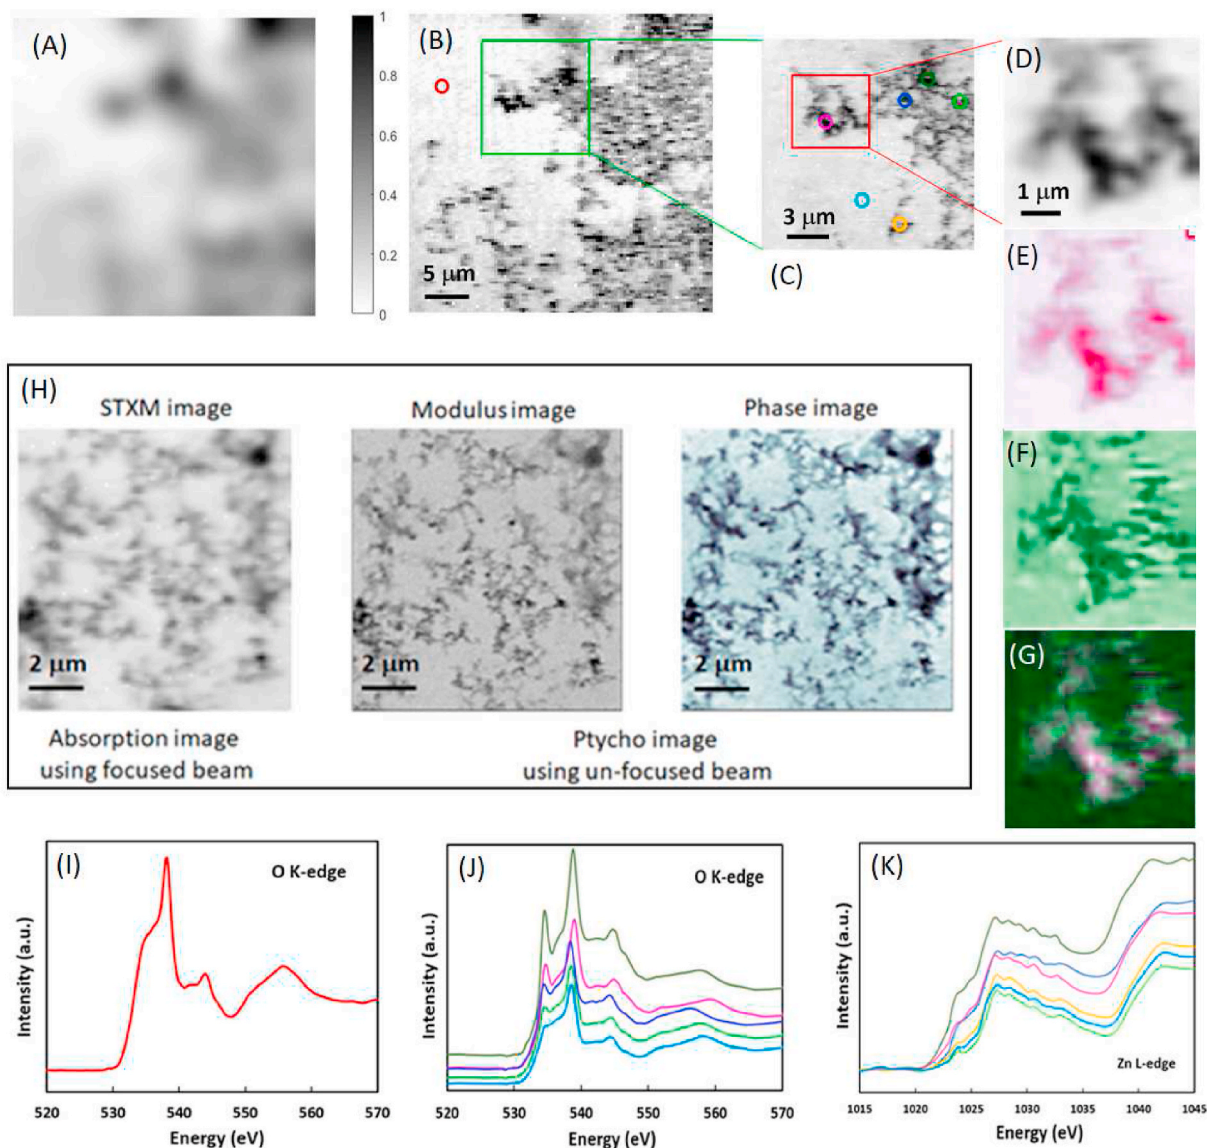 (A)
1
0.8
0.6
0.4
0.2
0
(B)
5 μm
3 μm
(C)
(D)
1 μm
(E)
(F)
(G)
(H)
STXM image
Modulus image
Phase image
2 μm
2 μm
2 μm
Absorption image
using focused beam
Ptycho image
using un-focused beam
(I)
O K-edge
Intensity (a.u.)
520 530 540 550 560 570
Energy (eV)
(J)
O K-edge
Intensity (a.u.)
520 530 540 550 560 570
Energy (eV)
(K)
Zn L-edge
Intensity (a.u.)
1015 1020 1025 1030 1035 1040 1045
Energy (eV)